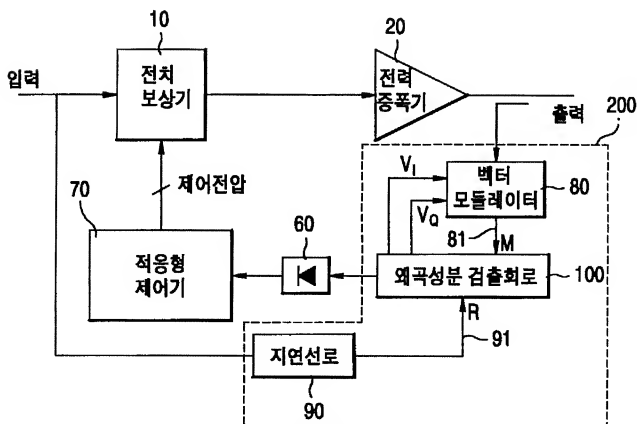 10
20
입력
전치
보상기
전력
증폭기
출력
200
제어전압
70
적응형
제어기
60
V_I
V_Q
벡터
모듈레이터
80
81
M
왜곡성분 검출회로
100
R
91
지연선로
90